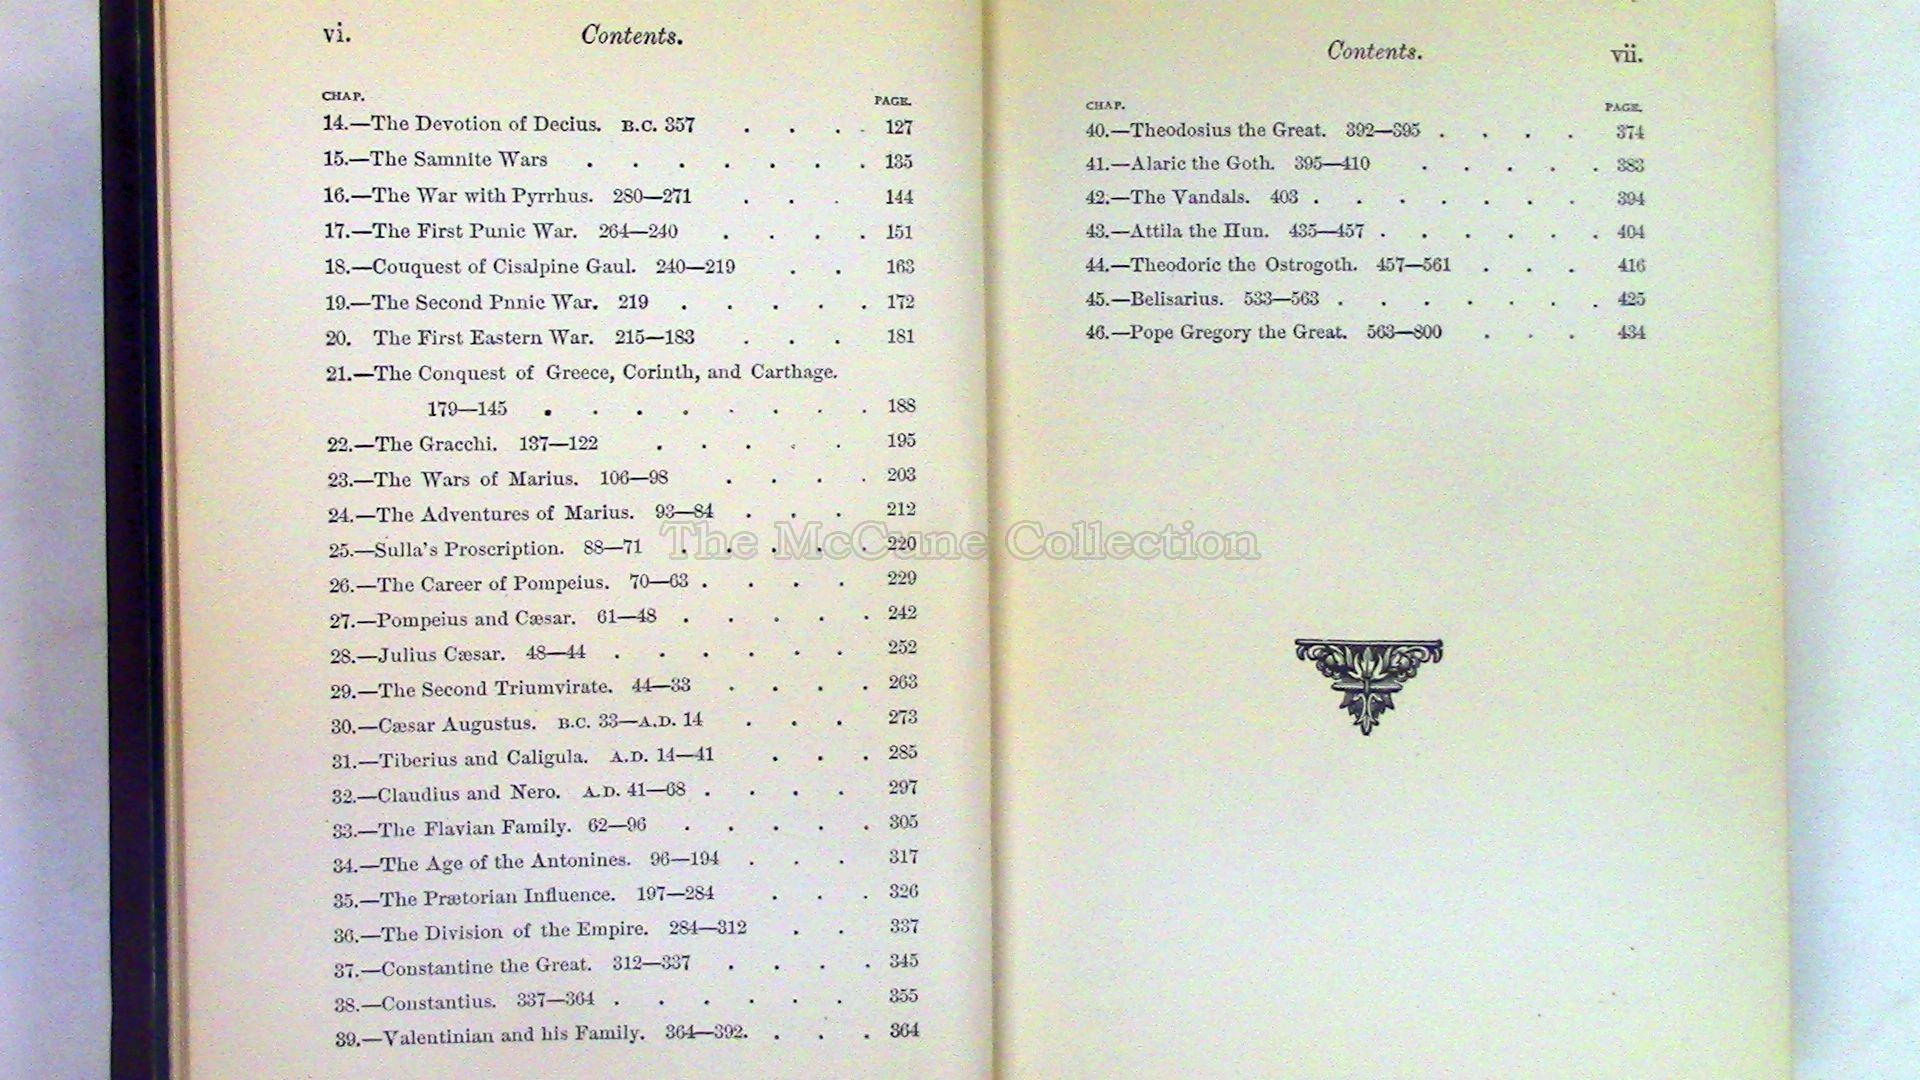 vi.
Contents.
CHAP.
PAGE.
14.—The Devotion of Decius. B.C. 357 . . . . 127
15.—The Samnite Wars . . . . . . . 135
16.—The War with Pyrrhus. 280—271 . . . 144
17.—The First Punic War. 264—240 . . . . 151
18.—Conquest of Cisalpine Gaul. 240—219 . . 163
19.—The Second Punic War. 219 . . . . . 172
20. The First Eastern War. 215—183 . . . 181
21.—The Conquest of Greece, Corinth, and Carthage.
179—145 . . . . . . . . 188
22.—The Gracchi. 137—122 . . . . . 195
23.—The Wars of Marius. 106—98 . . . . 203
24.—The Adventures of Marius. 93—84 . . . 212
25.—Sulla's Proscription. 88—71 . . . . . 220
26.—The Career of Pompeius. 70—63 . . . . 229
27.—Pompeius and Cæsar. 61—48 . . . . . 242
28.—Julius Cæsar. 48—44 . . . . . . 252
29.—The Second Triumvirate. 44—33 . . . . 263
30.—Cæsar Augustus. B.C. 33—A.D. 14 . . . 273
31.—Tiberius and Caligula. A.D. 14—41 . . . 285
32.—Claudius and Nero. A.D. 41—68 . . . . 297
33.—The Flavian Family. 62—96 . . . . . 305
34.—The Age of the Antonines. 96—194 . . . 317
35.—The Prætorian Influence. 197—284 . . . 326
36.—The Division of the Empire. 284—312 . . 337
37.—Constantine the Great. 312—337 . . . . 345
38.—Constantius. 337—364 . . . . . . 355
39.—Valentinian and his Family. 364—392. . . . 364
Contents.
vii.
CHAP.
PAGE.
40.—Theodosius the Great. 392—395 . . . . 374
41.—Alaric the Goth. 395—410 . . . . . 383
42.—The Vandals. 403 . . . . . . . 394
43.—Attila the Hun. 435—457 . . . . . . 404
44.—Theodoric the Ostrogoth. 457—561 . . . 416
45.—Belisarius. 533—563 . . . . . . . 425
46.—Pope Gregory the Great. 563—800 . . . 434
The McCune Collection